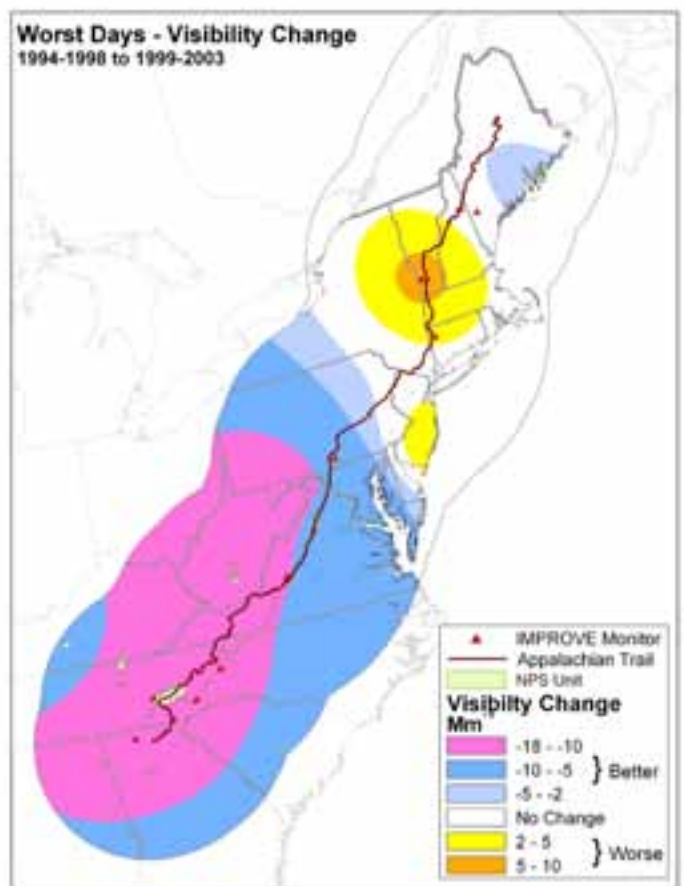 Worst Days - Visibility Change
1994-1998 to 1999-2003
IMPROVE Monitor
Appalachian Trail
NPS Unit
Visibilty Change
Mm
-18 - -10
-10 - -5
} Better
-5 - -2
No Change
2 - 5
} Worse
5 - 10